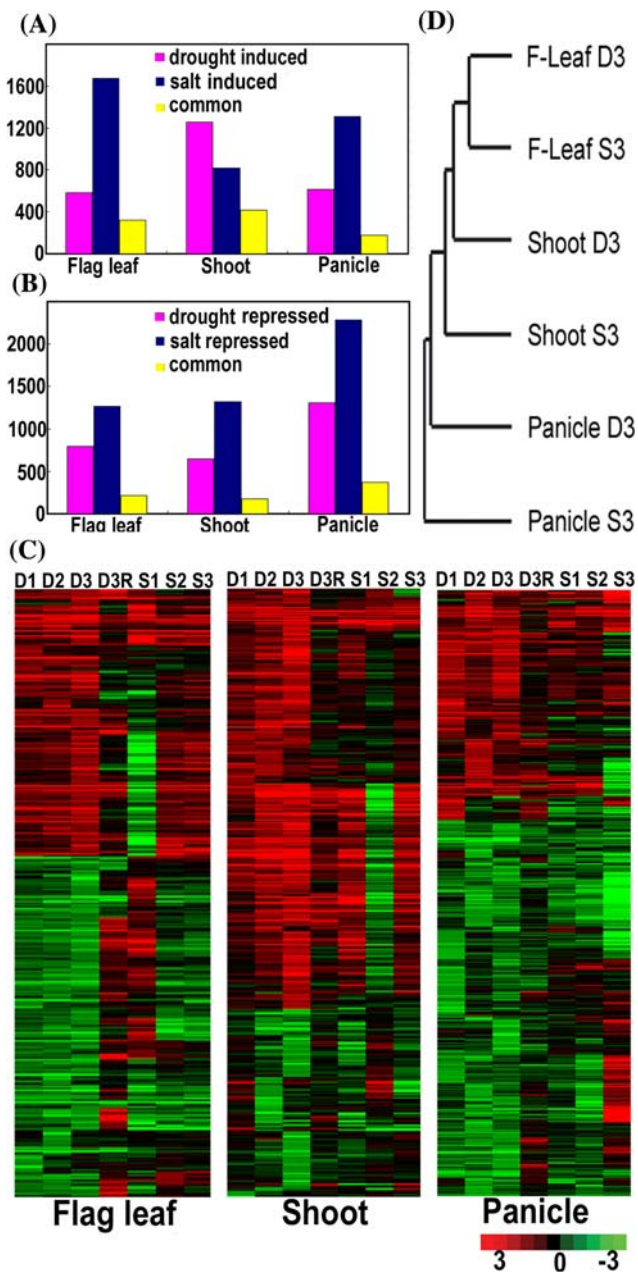 (A)
drought induced
salt induced
common
1600
1200
800
400
0
Flag leaf Shoot Panicle
(B)
drought repressed
salt repressed
common
2000
1500
1000
500
0
Flag leaf Shoot Panicle
(D)
F-Leaf D3
F-Leaf S3
Shoot D3
Shoot S3
Panicle D3
Panicle S3
(C)
D1 D2 D3 D3R S1 S2 S3
D1 D2 D3 D3R S1 S2 S3
D1 D2 D3 D3R S1 S2 S3
Flag leaf Shoot Panicle
3 0 -3